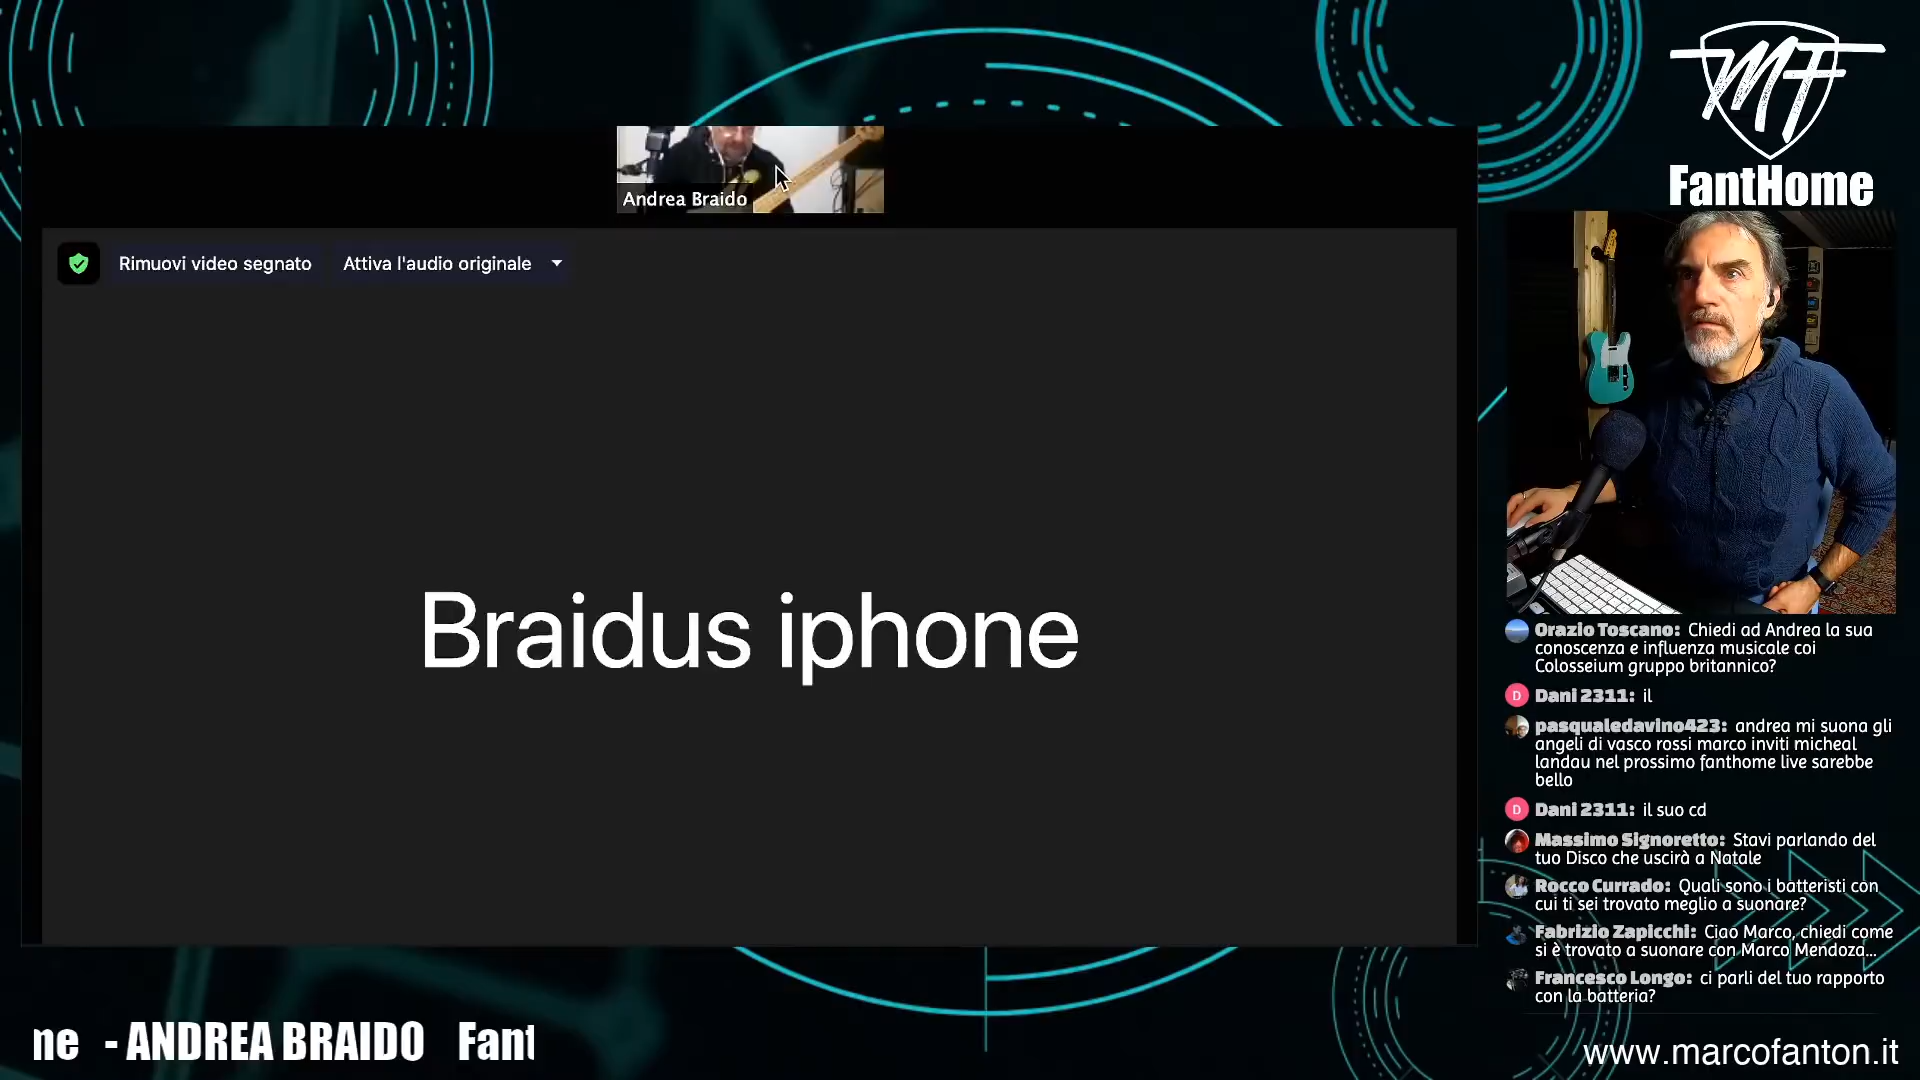 MF
FantHome
Andrea Braido
Rimuovi video segnato
Attiva l'audio originale
Braidus iphone
Orazio Toscano: Chiedi ad Andrea la sua
conoscenza e influenza musicale coi
Colosseium gruppo britannico?
D
Dani 2311: il
pasqualedavino423: andrea mi suona gli
angeli di vasco rossi marco inviti micheal
landau nel prossimo fanthome live sarebbe
bello
D
Dani 2311: il suo cd
Massimo Signoretto: Stavi parlando del
tuo Disco che uscirà a Natale
Rocco Currado: Quali sono i batteristi con
cui ti sei trovato meglio a suonare?
Fabrizio Zapicchi: Ciao Marco, chiedi come
si è trovato a suonare con Marco Mendoza...
Francesco Longo: ci parli del tuo rapporto
con la batteria?
ne - ANDREA BRAIDO Fant
www.marcofanton.it